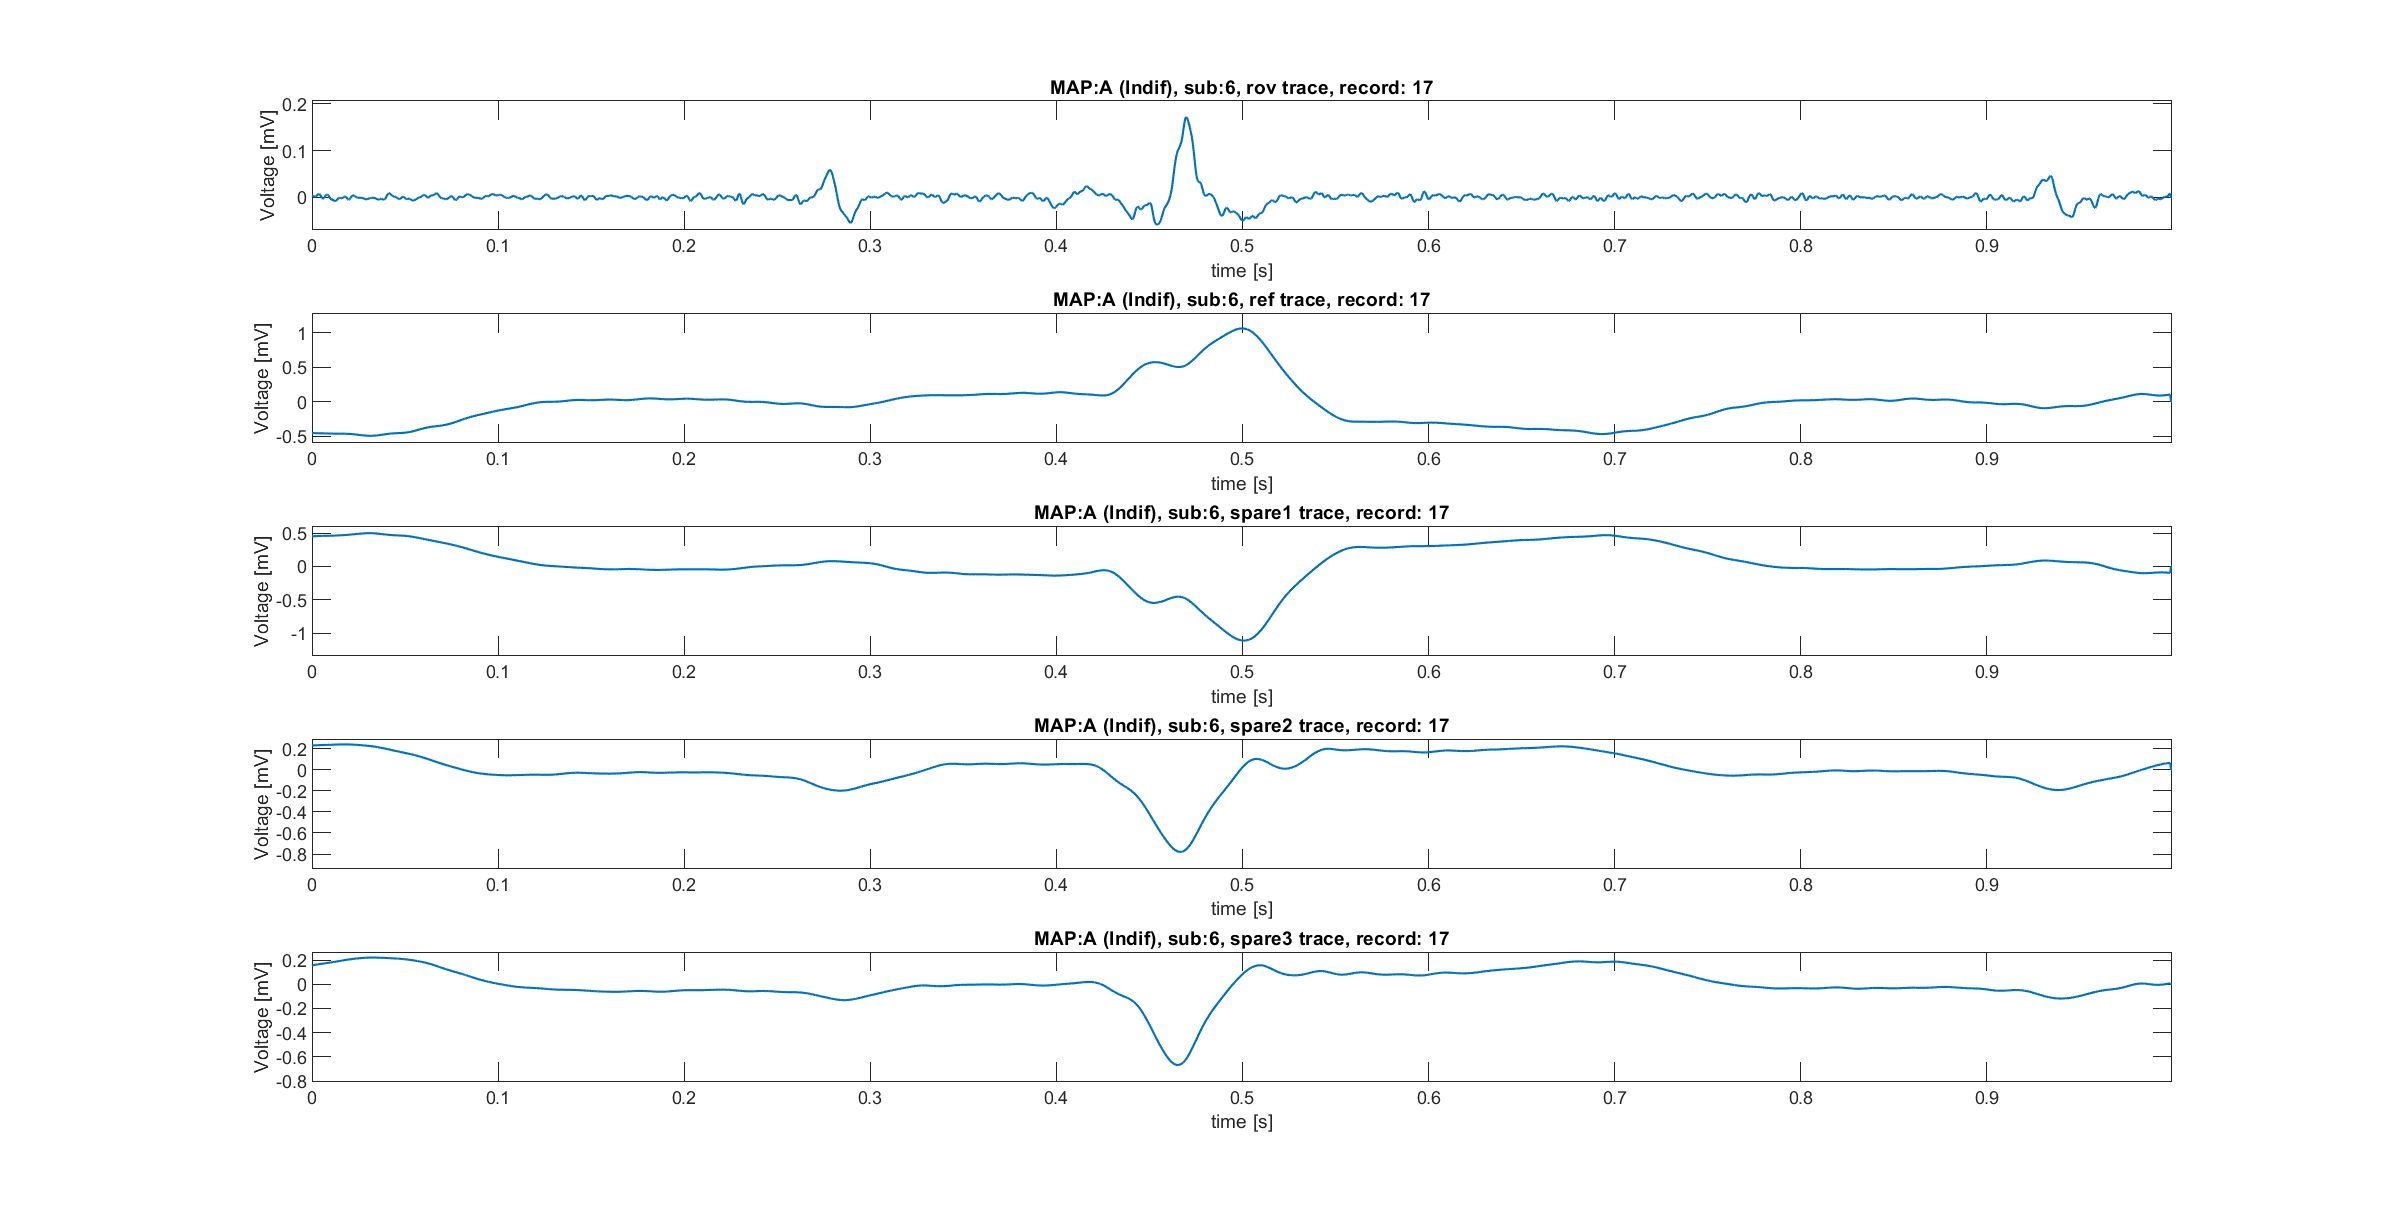 MAP:A (Indif), sub:6, rov trace, record: 17
Voltage [mV]
0.2
0.1
0
0 0.1 0.2 0.3 0.4 0.5 0.6 0.7 0.8 0.9
time [s]
MAP:A (Indif), sub:6, ref trace, record: 17
Voltage [mV]
1
0.5
0
-0.5
0 0.1 0.2 0.3 0.4 0.5 0.6 0.7 0.8 0.9
time [s]
MAP:A (Indif), sub:6, spare1 trace, record: 17
Voltage [mV]
0.5
0
-0.5
-1
0 0.1 0.2 0.3 0.4 0.5 0.6 0.7 0.8 0.9
time [s]
MAP:A (Indif), sub:6, spare2 trace, record: 17
Voltage [mV]
0.2
0
-0.2
-0.4
-0.6
-0.8
0 0.1 0.2 0.3 0.4 0.5 0.6 0.7 0.8 0.9
time [s]
MAP:A (Indif), sub:6, spare3 trace, record: 17
Voltage [mV]
0.2
0
-0.2
-0.4
-0.6
-0.8
0 0.1 0.2 0.3 0.4 0.5 0.6 0.7 0.8 0.9
time [s]